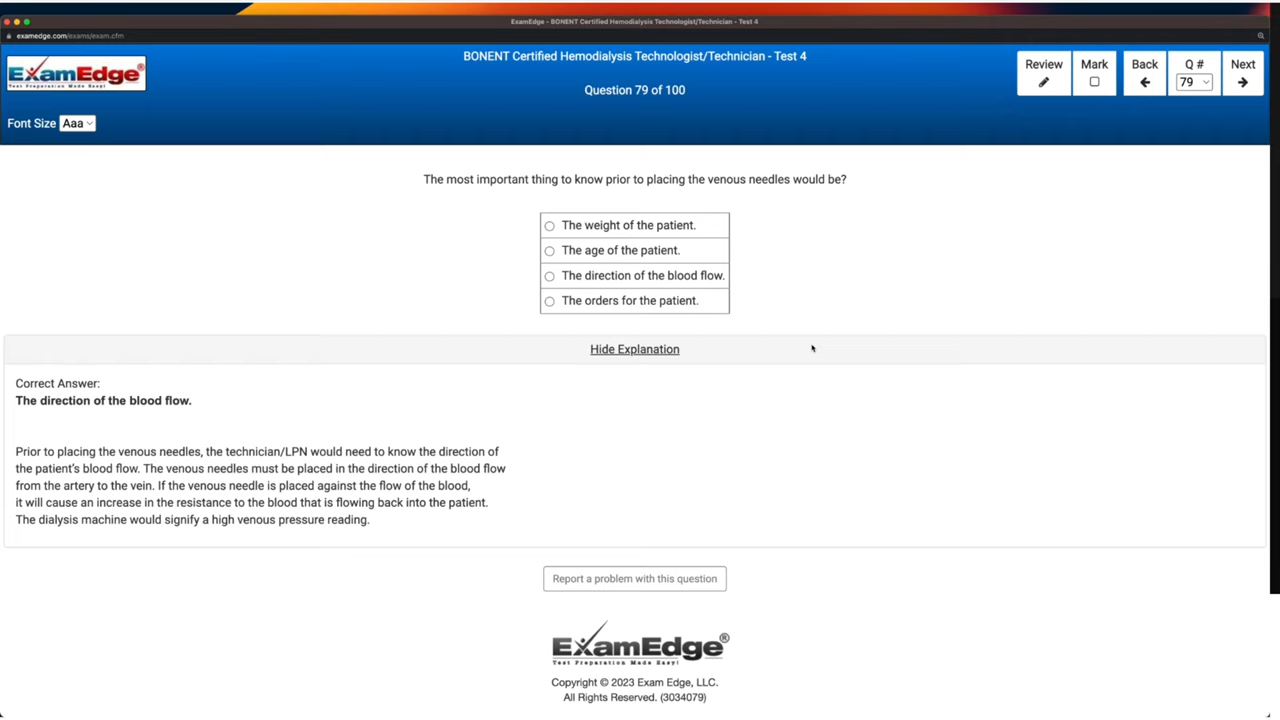 ExamEdge - BONENT Certified Hemodialysis Technologist/Technician - Test 4
examedge.com/exams/exam.cfm
ExamEdge®
Test Preparation Made Easy!
BONENT Certified Hemodialysis Technologist/Technician - Test 4
Question 79 of 100
Review
Mark
Back
Q #
79
Next
Font Size Aaa
The most important thing to know prior to placing the venous needles would be?
The weight of the patient.
The age of the patient.
The direction of the blood flow.
The orders for the patient.
Hide Explanation
Correct Answer:
The direction of the blood flow.
Prior to placing the venous needles, the technician/LPN would need to know the direction of
the patient's blood flow. The venous needles must be placed in the direction of the blood flow
from the artery to the vein. If the venous needle is placed against the flow of the blood,
it will cause an increase in the resistance to the blood that is flowing back into the patient.
The dialysis machine would signify a high venous pressure reading.
Report a problem with this question
ExamEdge®
Test Preparation Made Easy!
Copyright © 2023 Exam Edge, LLC.
All Rights Reserved. (3034079)